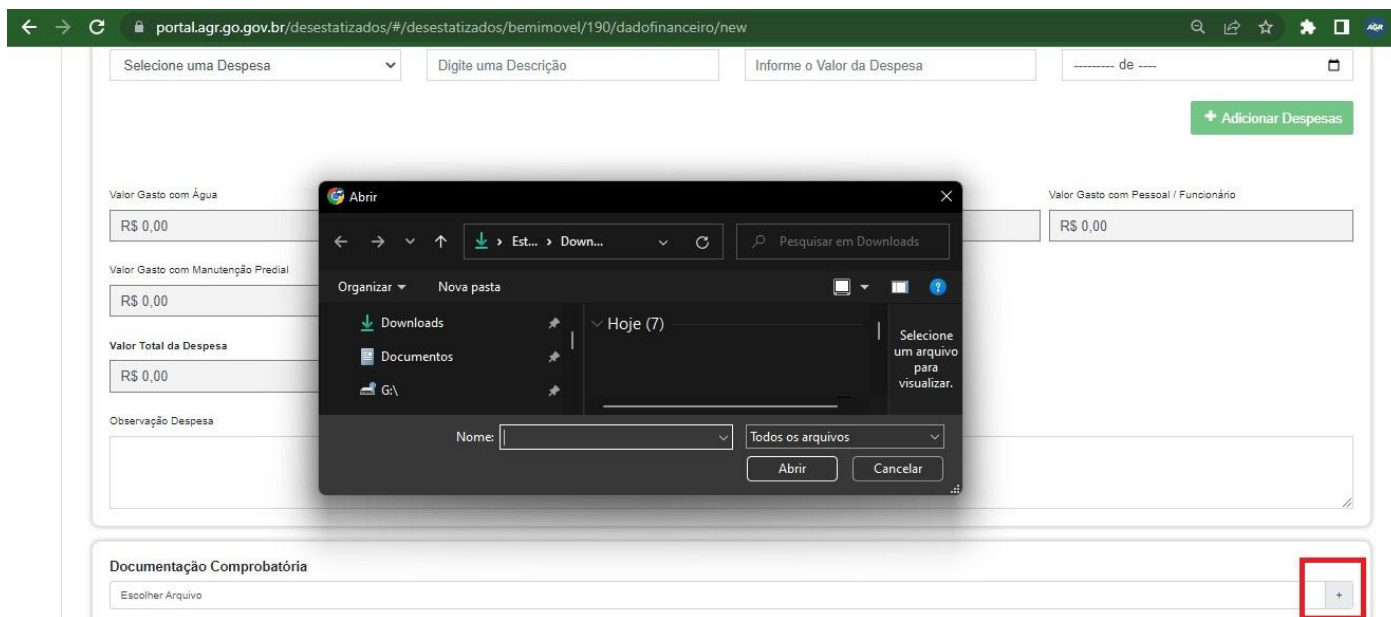 portal.agr.go.gov.br/desestatizados/#/desestatizados/bemimovel/190/dadofinanceiro/new
AGR
Selecione uma Despesa
Digite uma Descrição
Informe o Valor da Despesa
--------- de ----
+ Adicionar Despesas
Valor Gasto com Água
Valor Gasto com Pessoal / Funcionário
R$ 0,00
R$ 0,00
Valor Gasto com Manutenção Predial
R$ 0,00
Valor Total da Despesa
R$ 0,00
Observação Despesa
Abrir
Est... › Down...
Pesquisar em Downloads
Organizar
Nova pasta
?
Downloads
Documentos
G:\
Hoje (7)
Selecione
um arquivo
para
visualizar.
Nome:
Todos os arquivos
Abrir
Cancelar
Documentação Comprobatória
Escolher Arquivo
+